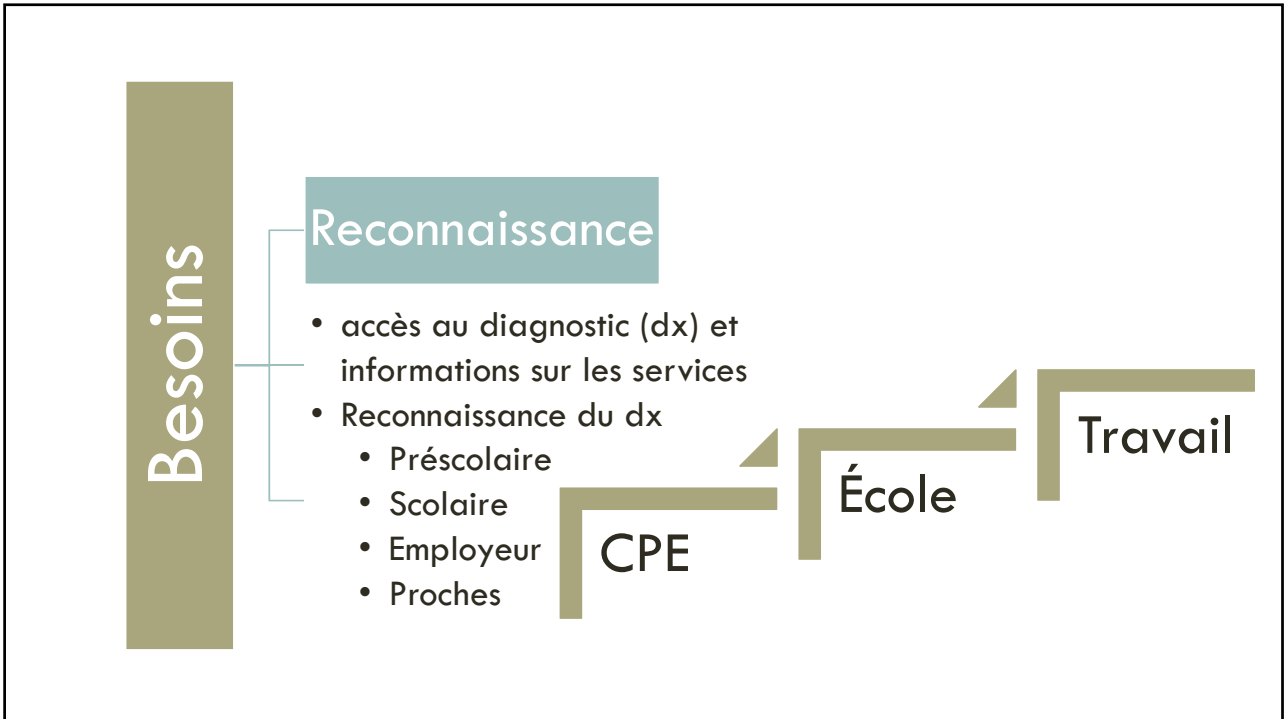 Besoins
Reconnaissance
• accès au diagnostic (dx) et
informations sur les services
• Reconnaissance du dx
• Préscolaire
• Scolaire
• Employeur
• Proches
CPE
École
Travail